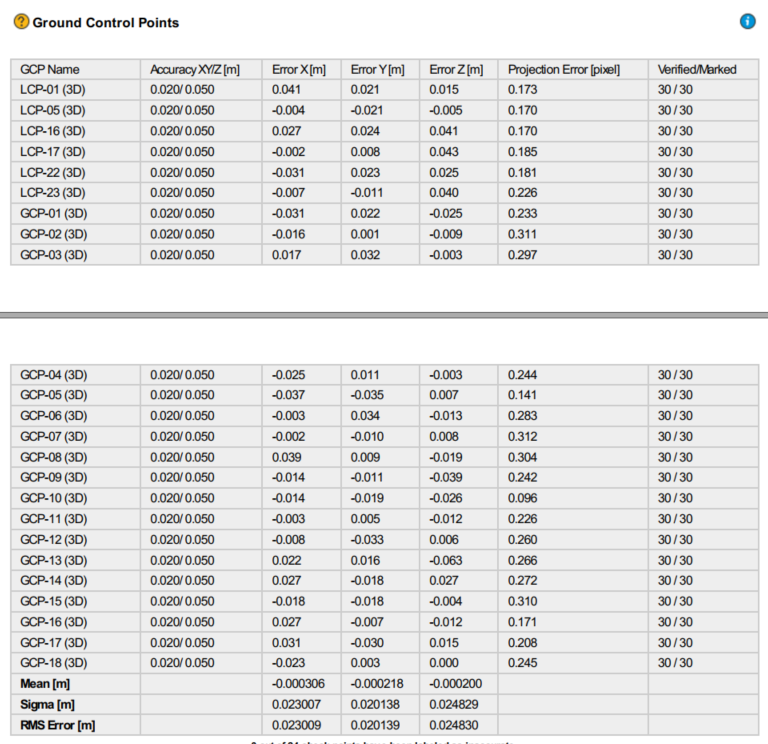 ? Ground Control Points i
GCP Name Accuracy XY/Z [m] Error X [m] Error Y [m] Error Z [m] Projection Error [pixel] Verified/Marked
LCP-01 (3D) 0.020/ 0.050 0.041 0.021 0.015 0.173 30 / 30
LCP-05 (3D) 0.020/ 0.050 -0.004 -0.021 -0.005 0.170 30 / 30
LCP-16 (3D) 0.020/ 0.050 0.027 0.024 0.041 0.170 30 / 30
LCP-17 (3D) 0.020/ 0.050 -0.002 0.008 0.043 0.185 30 / 30
LCP-22 (3D) 0.020/ 0.050 -0.031 0.023 0.025 0.181 30 / 30
LCP-23 (3D) 0.020/ 0.050 -0.007 -0.011 0.040 0.226 30 / 30
GCP-01 (3D) 0.020/ 0.050 -0.031 0.022 -0.025 0.233 30 / 30
GCP-02 (3D) 0.020/ 0.050 -0.016 0.001 -0.009 0.311 30 / 30
GCP-03 (3D) 0.020/ 0.050 0.017 0.032 -0.003 0.297 30 / 30
GCP-04 (3D) 0.020/ 0.050 -0.025 0.011 -0.003 0.244 30 / 30
GCP-05 (3D) 0.020/ 0.050 -0.037 -0.035 0.007 0.141 30 / 30
GCP-06 (3D) 0.020/ 0.050 -0.003 0.034 -0.013 0.283 30 / 30
GCP-07 (3D) 0.020/ 0.050 -0.002 -0.010 0.008 0.312 30 / 30
GCP-08 (3D) 0.020/ 0.050 0.039 0.009 -0.019 0.304 30 / 30
GCP-09 (3D) 0.020/ 0.050 -0.014 -0.011 -0.039 0.242 30 / 30
GCP-10 (3D) 0.020/ 0.050 -0.014 -0.019 -0.026 0.096 30 / 30
GCP-11 (3D) 0.020/ 0.050 -0.003 0.005 -0.012 0.226 30 / 30
GCP-12 (3D) 0.020/ 0.050 -0.008 -0.033 0.006 0.260 30 / 30
GCP-13 (3D) 0.020/ 0.050 0.022 0.016 -0.063 0.266 30 / 30
GCP-14 (3D) 0.020/ 0.050 0.027 -0.018 0.027 0.272 30 / 30
GCP-15 (3D) 0.020/ 0.050 -0.018 -0.018 -0.004 0.310 30 / 30
GCP-16 (3D) 0.020/ 0.050 0.027 -0.007 -0.012 0.171 30 / 30
GCP-17 (3D) 0.020/ 0.050 0.031 -0.030 0.015 0.208 30 / 30
GCP-18 (3D) 0.020/ 0.050 -0.023 0.003 0.000 0.245 30 / 30
Mean [m] -0.000306 -0.000218 -0.000200
Sigma [m] 0.023007 0.020138 0.024829
RMS Error [m] 0.023009 0.020139 0.024830